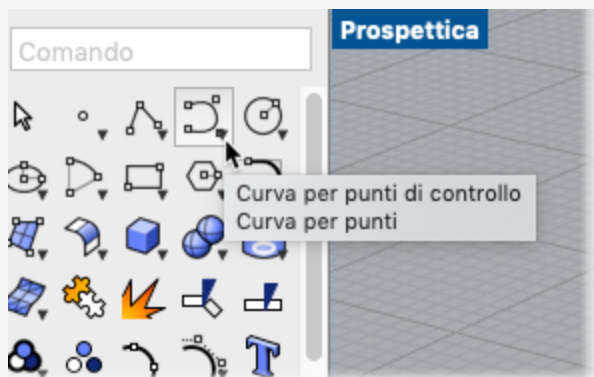 Prospettica
Comando
Curva per punti di controllo
Curva per punti